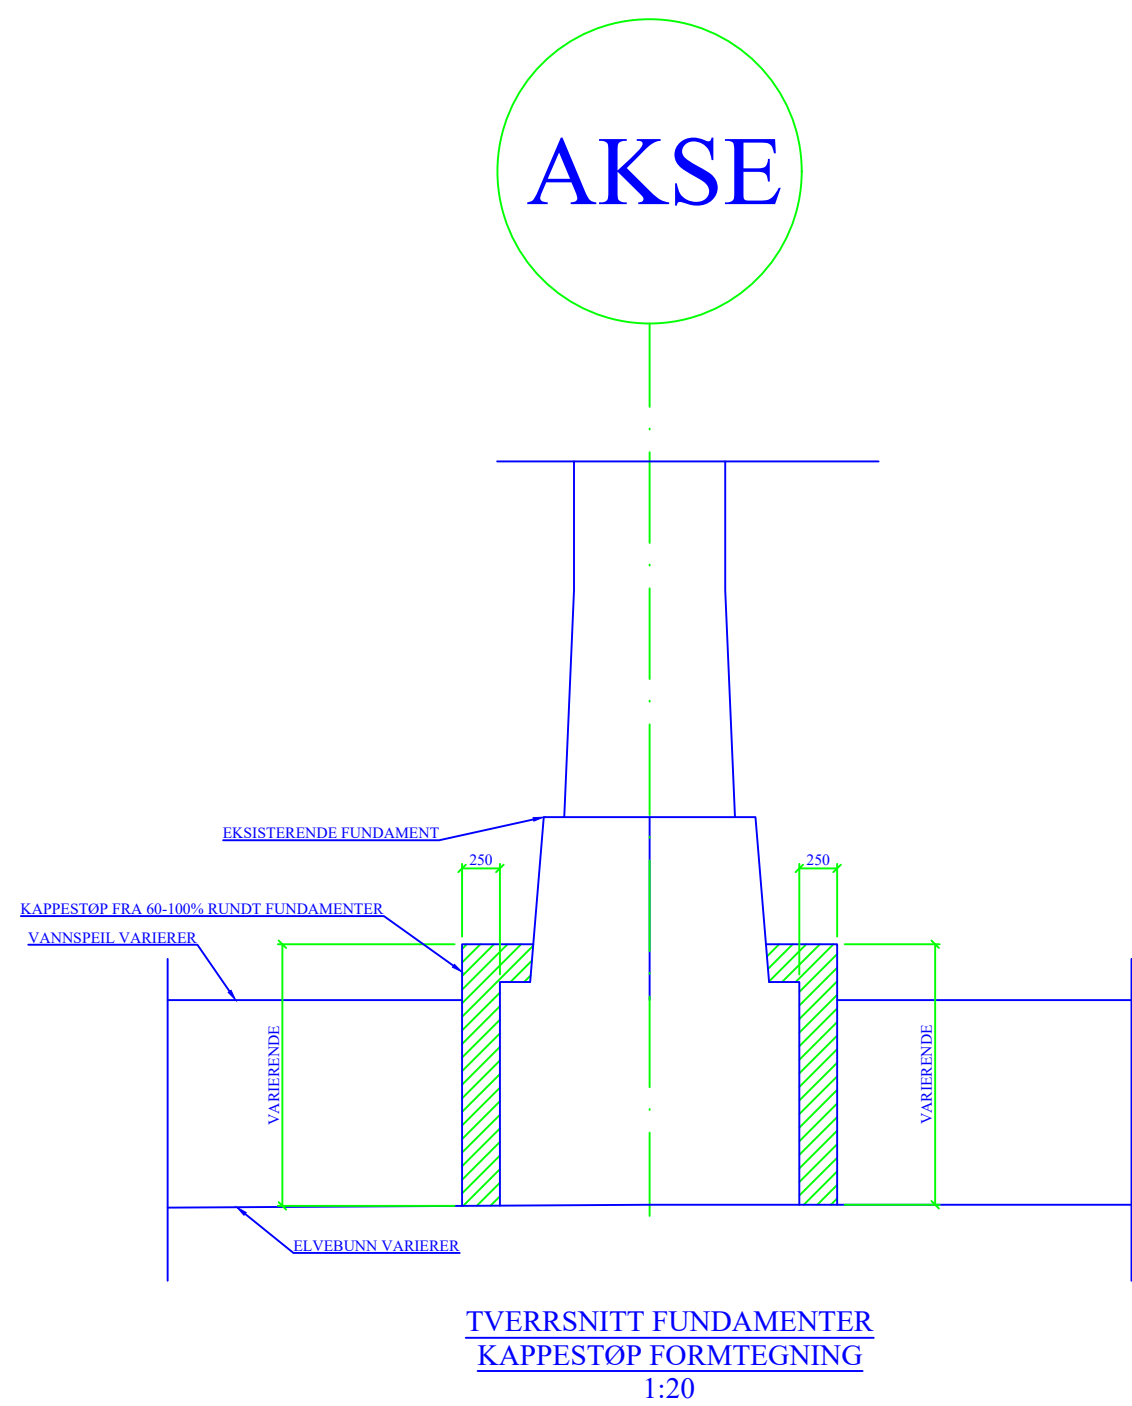 AKSE
EKSISTERENDE FUNDAMENT
250
250
KAPPESTØP FRA 60-100% RUNDT FUNDAMENTER
VANNSPEIL VARIERER
VARIERENDE
VARIERENDE
ELVEBUNN VARIERER
TVERRSNITT FUNDAMENTER
KAPPESTØP FORMTEGNING
1:20